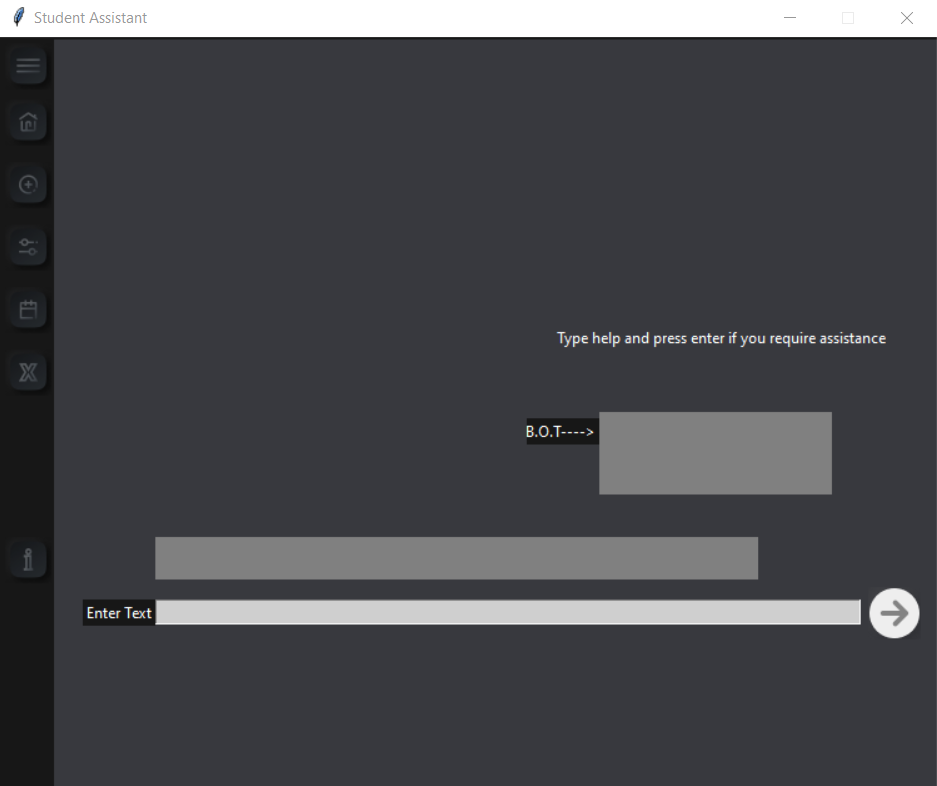 Student Assistant
Type help and press enter if you require assistance
B.O.T---->
Enter Text